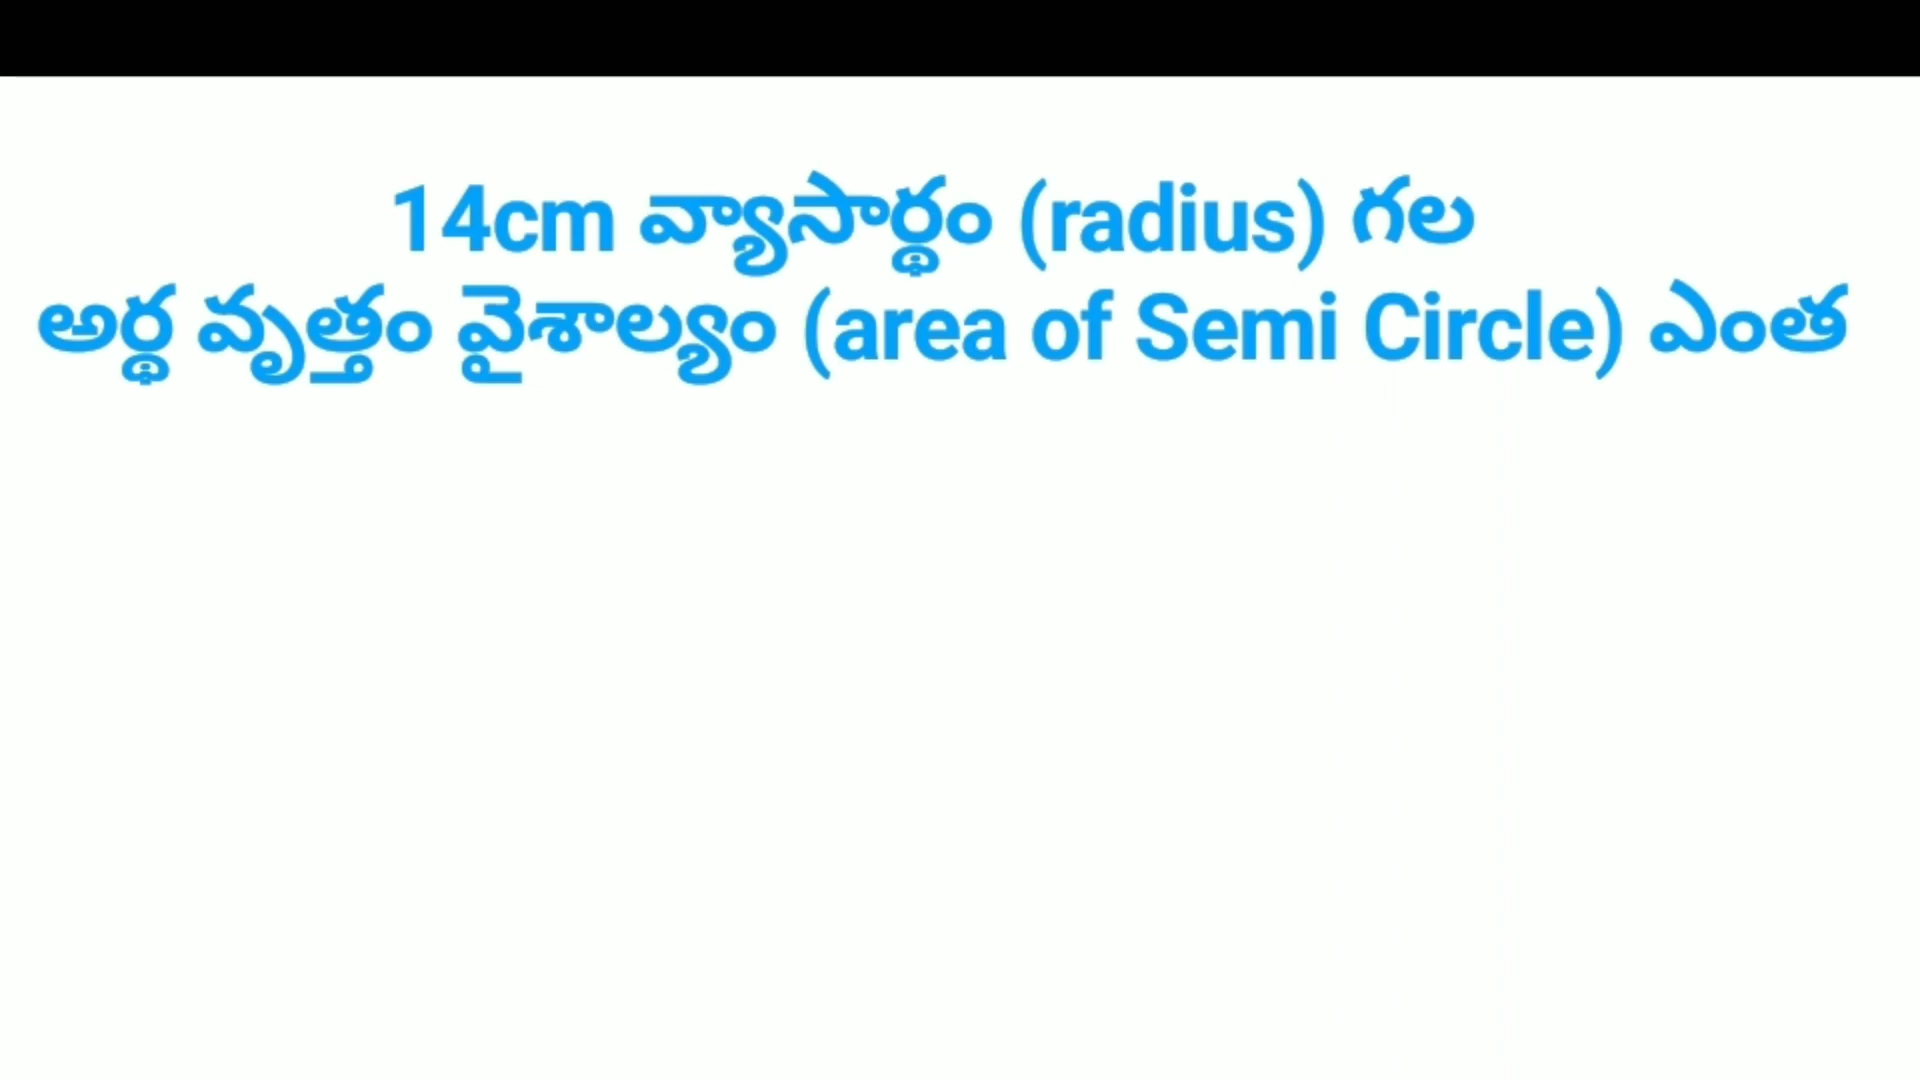 14cm వ్యాసార్థం (radius) గల
అర్ధ వృత్తం వైశాల్యం (area of Semi Circle) ఎంత